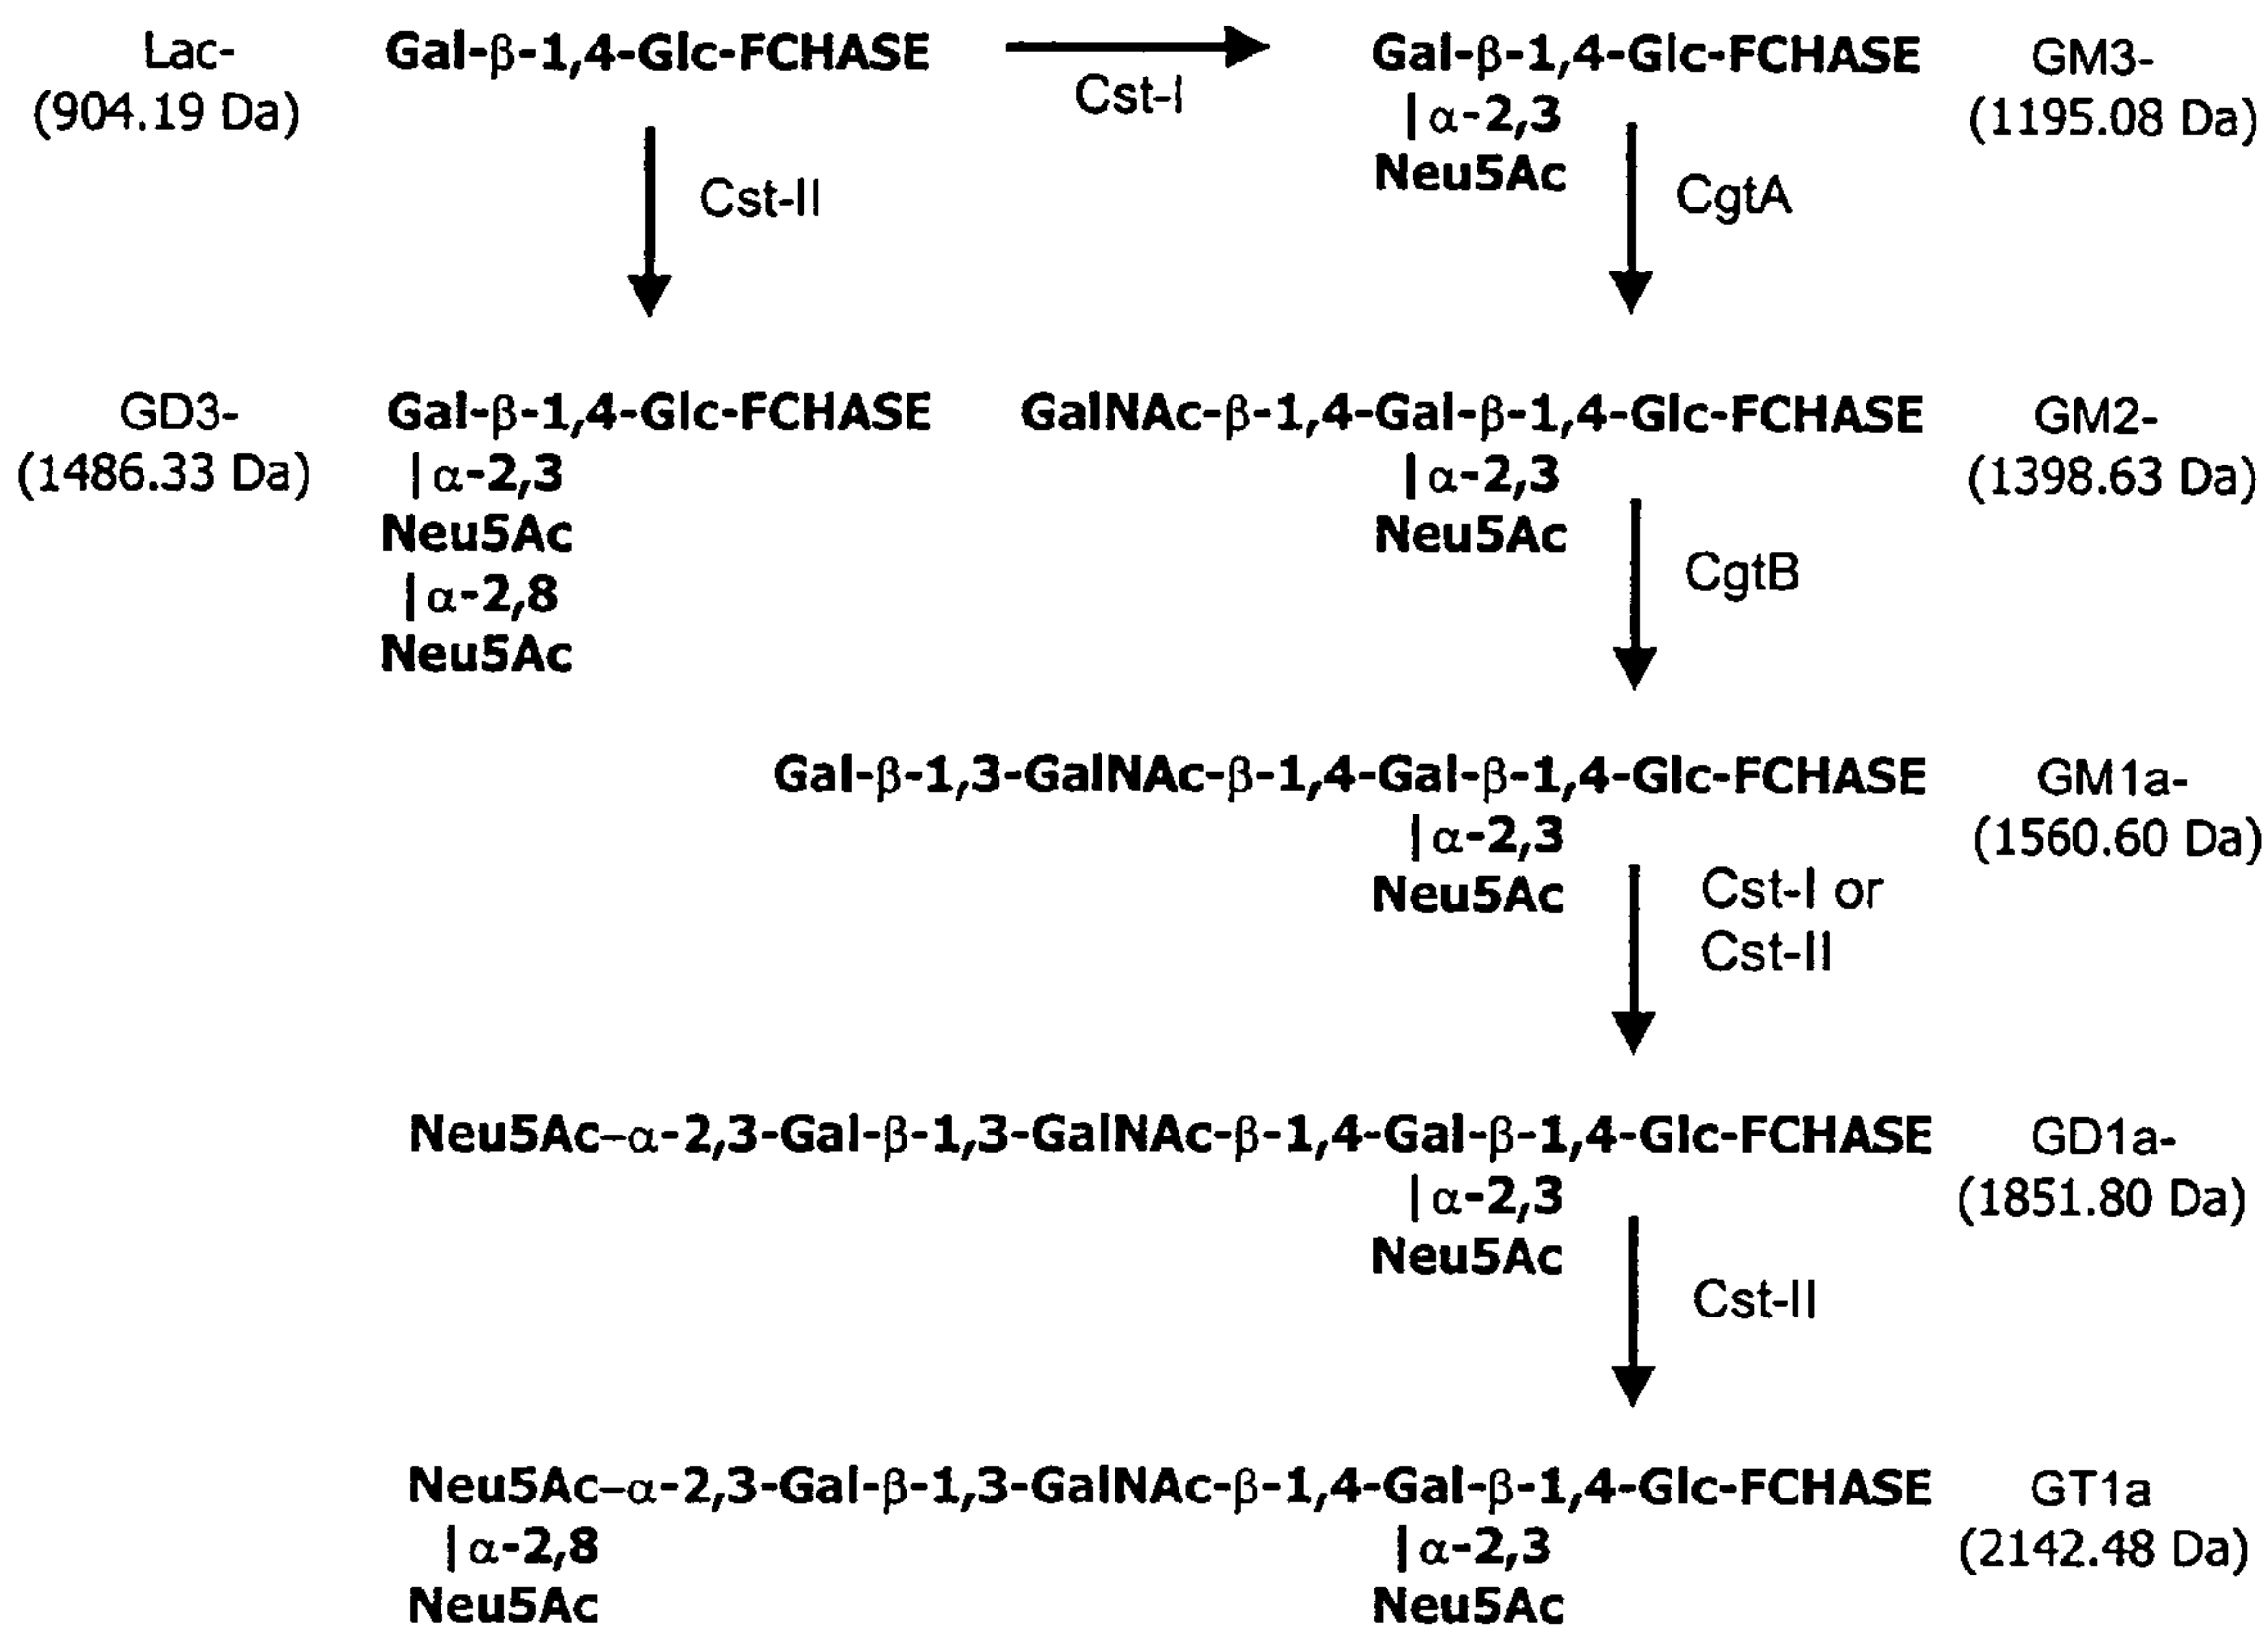 Lac- Gal-β-1,4-Glc-FCHASE Gal-β-1,4-Glc-FCHASE GM3-
(904.19 Da) Cst-I |α-2,3 (1195.08 Da)
Cst-II Neu5Ac CgtA
GD3- Gal-β-1,4-Glc-FCHASE GalNAc-β-1,4-Gal-β-1,4-Glc-FCHASE GM2-
(1486.33 Da) |α-2,3 |α-2,3 (1398.63 Da)
Neu5Ac Neu5Ac
|α-2,8 CgtB
Neu5Ac
Gal-β-1,3-GalNAc-β-1,4-Gal-β-1,4-Glc-FCHASE GM1a-
|α-2,3 (1560.60 Da)
Neu5Ac Cst-I or
Cst-II
Neu5Ac–α-2,3-Gal-β-1,3-GalNAc-β-1,4-Gal-β-1,4-Glc-FCHASE GD1a-
|α-2,3 (1851.80 Da)
Neu5Ac
Cst-II
Neu5Ac–α-2,3-Gal-β-1,3-GalNAc-β-1,4-Gal-β-1,4-Glc-FCHASE GT1a
|α-2,8 |α-2,3 (2142.48 Da)
Neu5Ac Neu5Ac